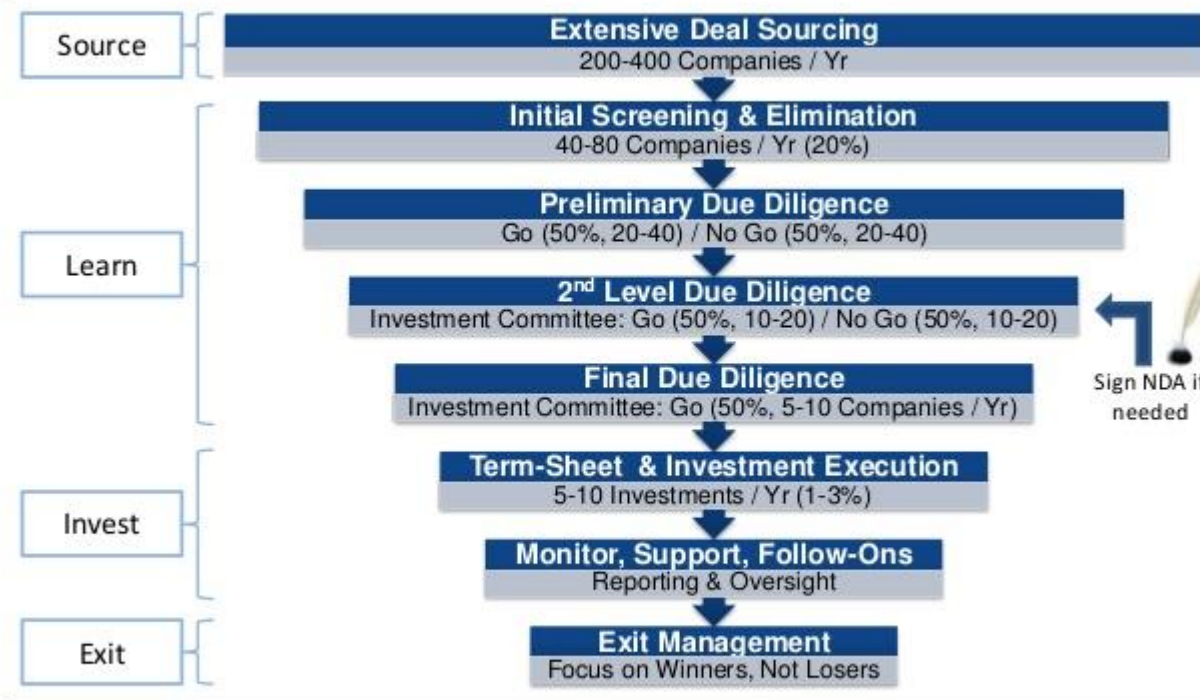 Source
Extensive Deal Sourcing
200-400 Companies / Yr
Initial Screening & Elimination
40-80 Companies / Yr (20%)
Learn
Preliminary Due Diligence
Go (50%, 20-40) / No Go (50%, 20-40)
2nd Level Due Diligence
Investment Committee: Go (50%, 10-20) / No Go (50%, 10-20)
Sign NDA if
needed
Final Due Diligence
Investment Committee: Go (50%, 5-10 Companies / Yr)
Invest
Term-Sheet & Investment Execution
5-10 Investments / Yr (1-3%)
Monitor, Support, Follow-Ons
Reporting & Oversight
Exit
Exit Management
Focus on Winners, Not Losers